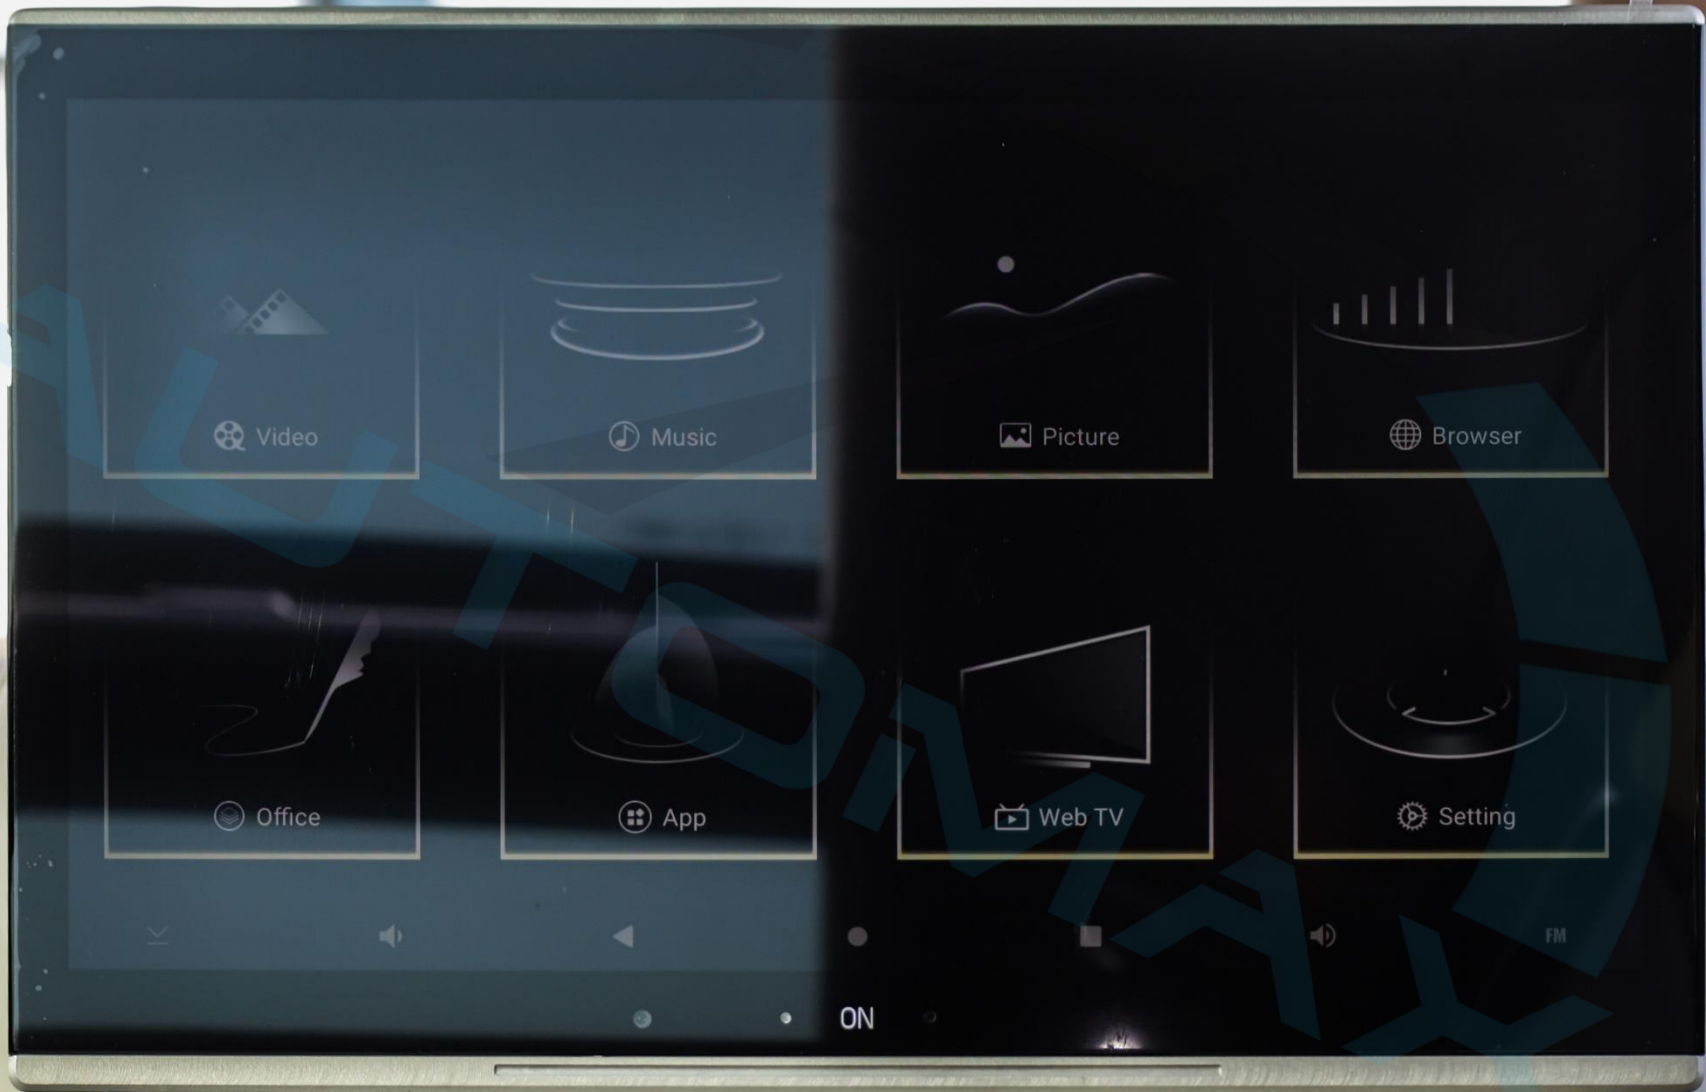 Video
Music
Picture
Browser
Office
App
Web TV
Setting
FM
ON
AUTOMAX